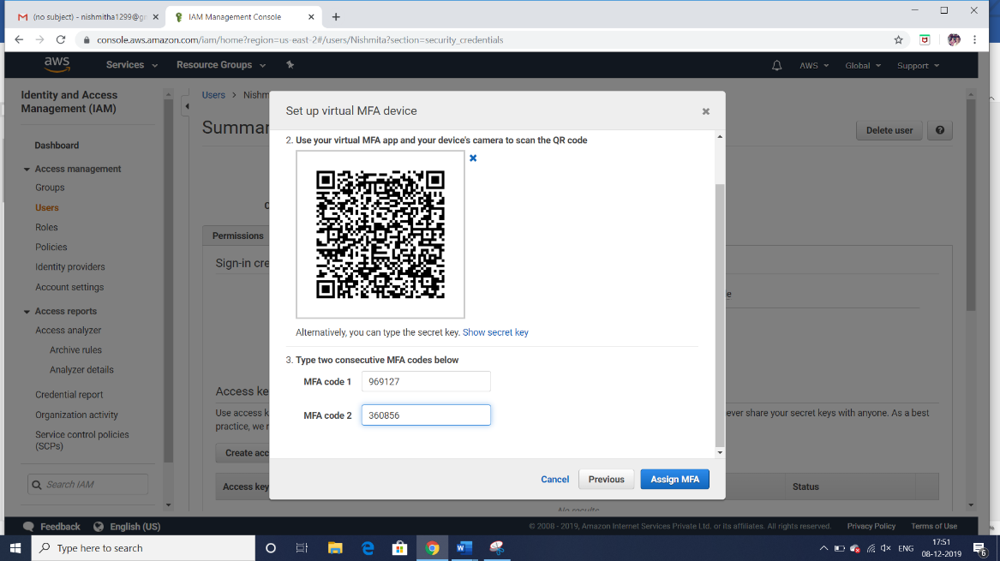 (no subject) - nishmitha1299@gr
IAM Management Console
console.aws.amazon.com/iam/home?region=us-east-2#/users/Nishmita?section=security_credentials
aws
Services
Resource Groups
AWS
Global
Support
Identity and Access
Management (IAM)
Dashboard
Access management
Groups
Users
Roles
Policies
Identity providers
Account settings
Access reports
Access analyzer
Archive rules
Analyzer details
Credential report
Organization activity
Service control policies
(SCPs)
Search IAM
Users > Nishm
Summar
Delete user
Permissions
Sign-in cre
Access ke
Use access k
ever share your secret keys with anyone. As a best
practice, we r
Create acc
Access key
Status
No results
Set up virtual MFA device
2. Use your virtual MFA app and your device's camera to scan the QR code
Alternatively, you can type the secret key. Show secret key
3. Type two consecutive MFA codes below
MFA code 1 969127
MFA code 2 360856
Cancel
Previous
Assign MFA
Feedback
English (US)
© 2008 - 2019, Amazon Internet Services Private Ltd. or its affiliates. All rights reserved.
Privacy Policy
Terms of Use
Type here to search
ENG
17:51
08-12-2019
6